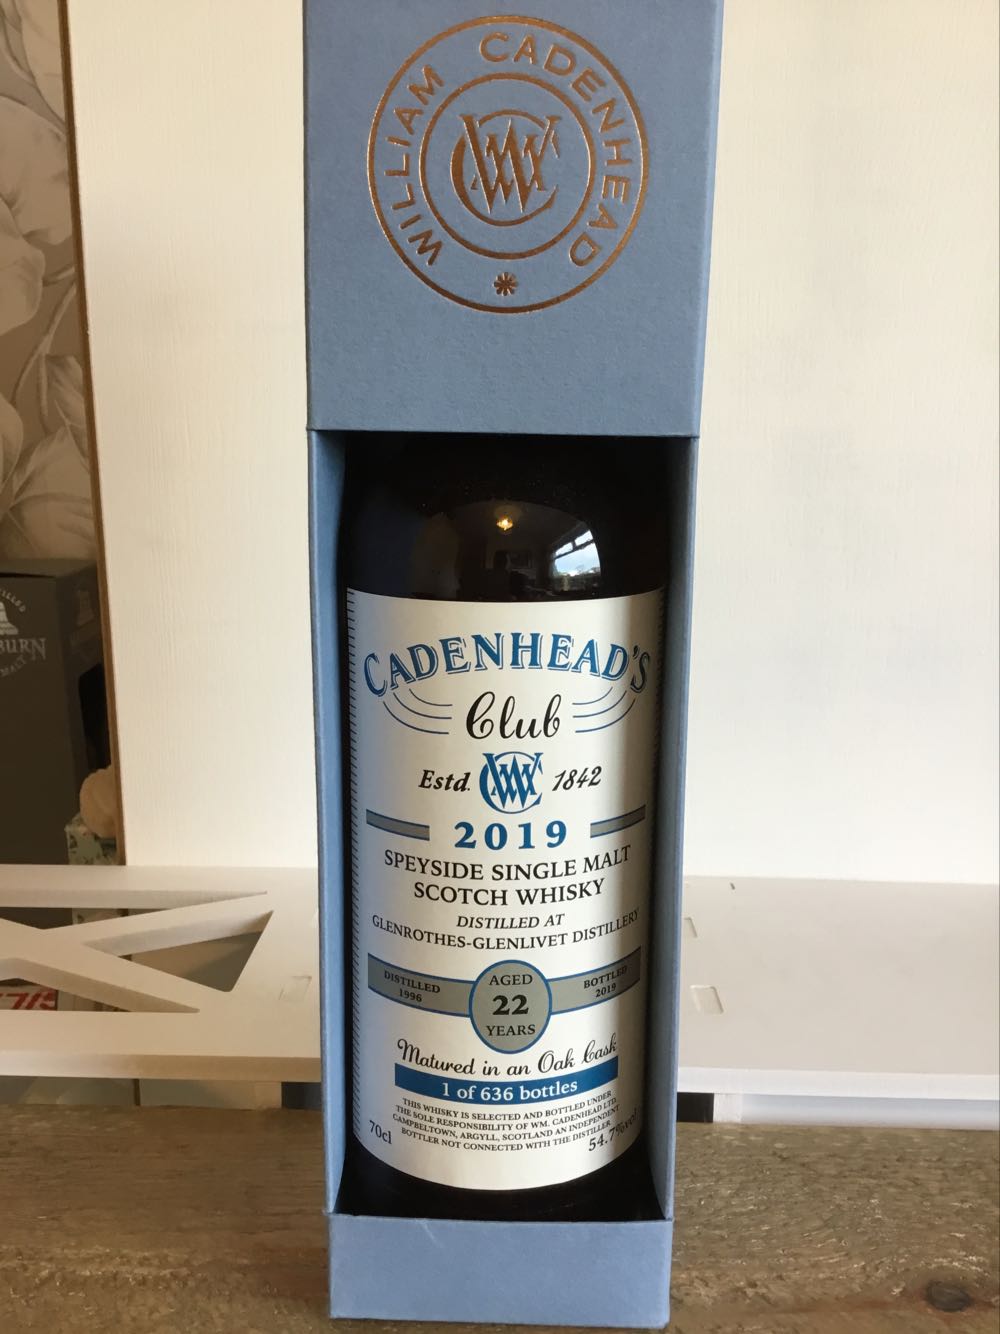 WILLIAM CADENHEAD
CADENHEAD'S
Club
Estd. 1842
2019
SPEYSIDE SINGLE MALT
SCOTCH WHISKY
DISTILLED AT
GLENROTHES-GLENLIVET DISTILLERY
DISTILLED
1996
AGED
22
YEARS
BOTTLED
2019
Matured in an Oak Cask
1 of 636 bottles
THIS WHISKY IS SELECTED AND BOTTLED UNDER
THE SOLE RESPONSIBILITY OF WM. CADENHEAD LTD.
CAMPBELTOWN, ARGYLL, SCOTLAND AN INDEPENDENT
BOTTLER NOT CONNECTED WITH THE DISTILLER
70cl
54.7%vol
BURN
MALT